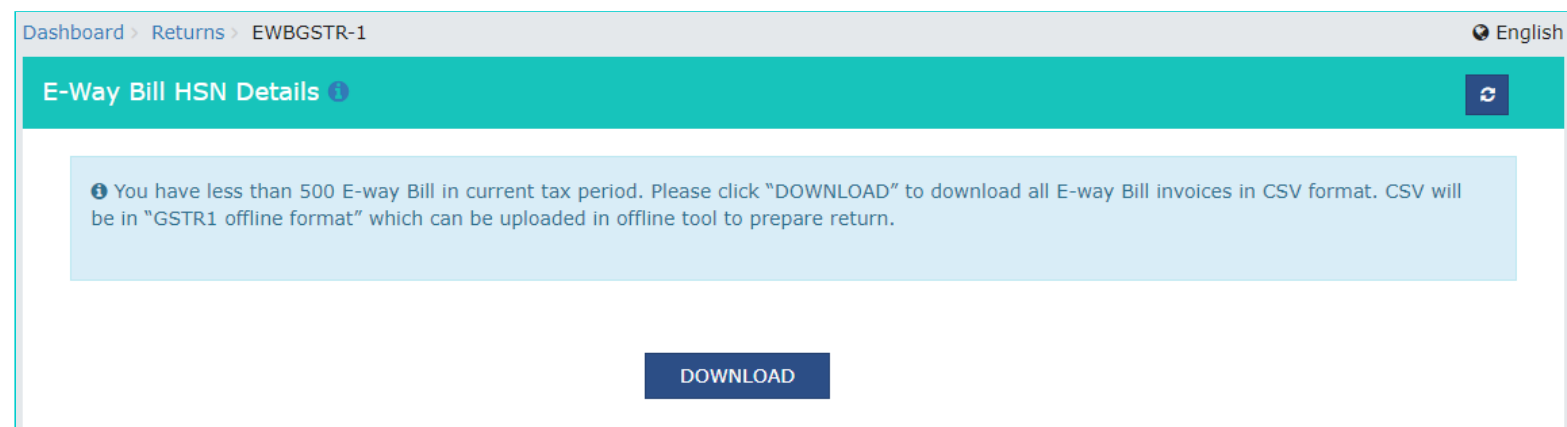 Dashboard > Returns > EWBGSTR-1
English
E-Way Bill HSN Details
You have less than 500 E-way Bill in current tax period. Please click “DOWNLOAD” to download all E-way Bill invoices in CSV format. CSV will
be in “GSTR1 offline format” which can be uploaded in offline tool to prepare return.
DOWNLOAD